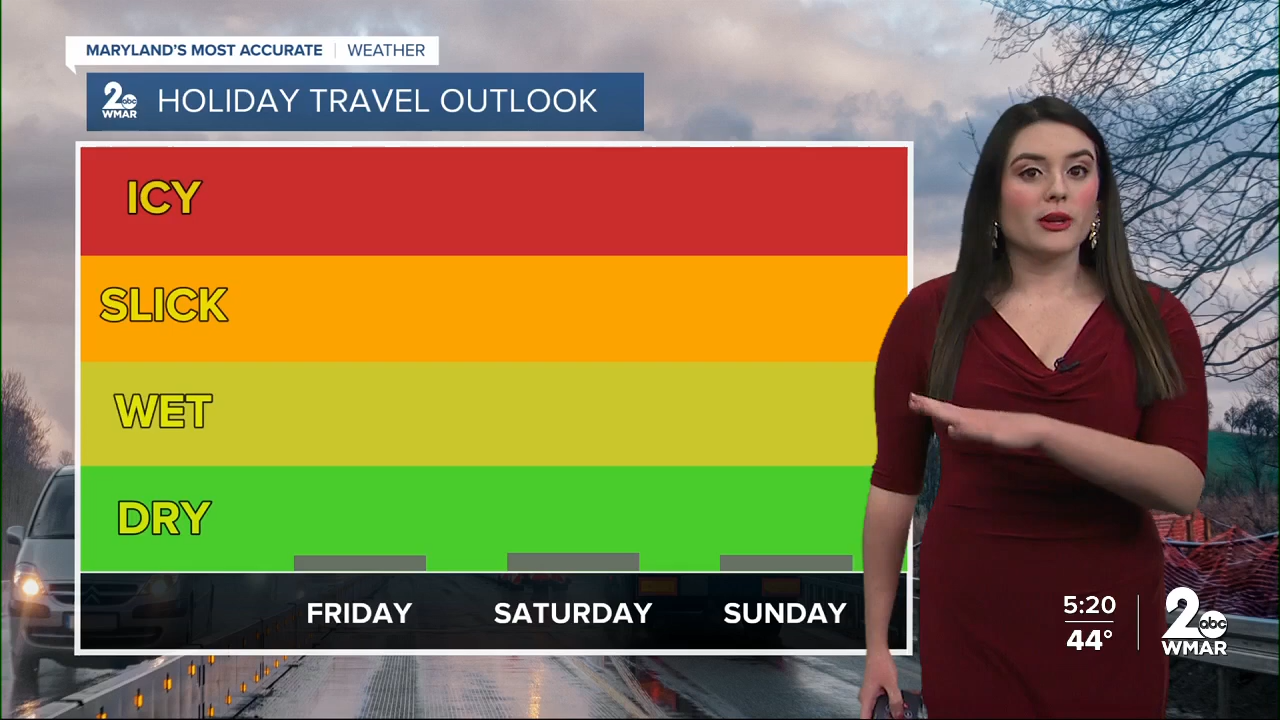 MARYLAND'S MOST ACCURATE | WEATHER
2 abc WMAR HOLIDAY TRAVEL OUTLOOK
ICY
SLICK
WET
DRY
FRIDAY SATURDAY SUNDAY
5:20
44°
2 abc
WMAR